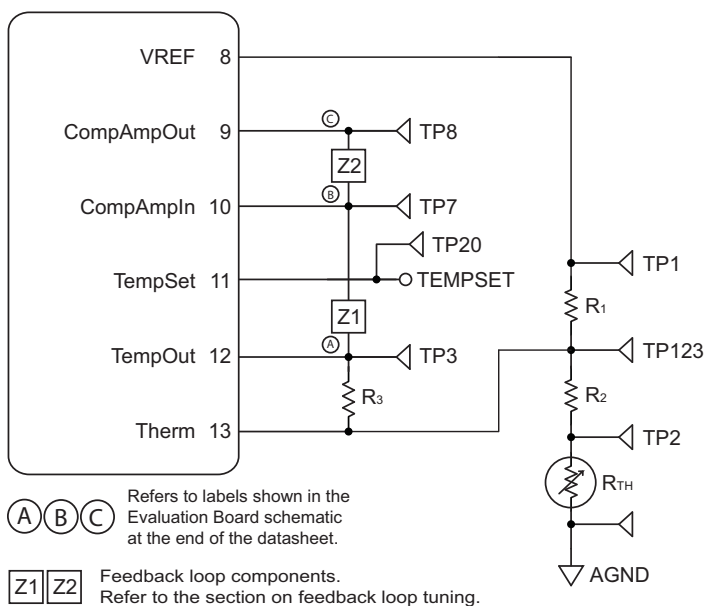 VREF 8
CompAmpOut 9
C
TP8
Z2
CompAmpIn 10
B
TP7
TP20
TempSet 11
TEMPSET
TP1
Z1
R1
TempOut 12
A
TP3
TP123
R3
R2
Therm 13
TP2
RTH
A B C
Refers to labels shown in the
Evaluation Board schematic
at the end of the datasheet.
AGND
Z1 Z2
Feedback loop components.
Refer to the section on feedback loop tuning.